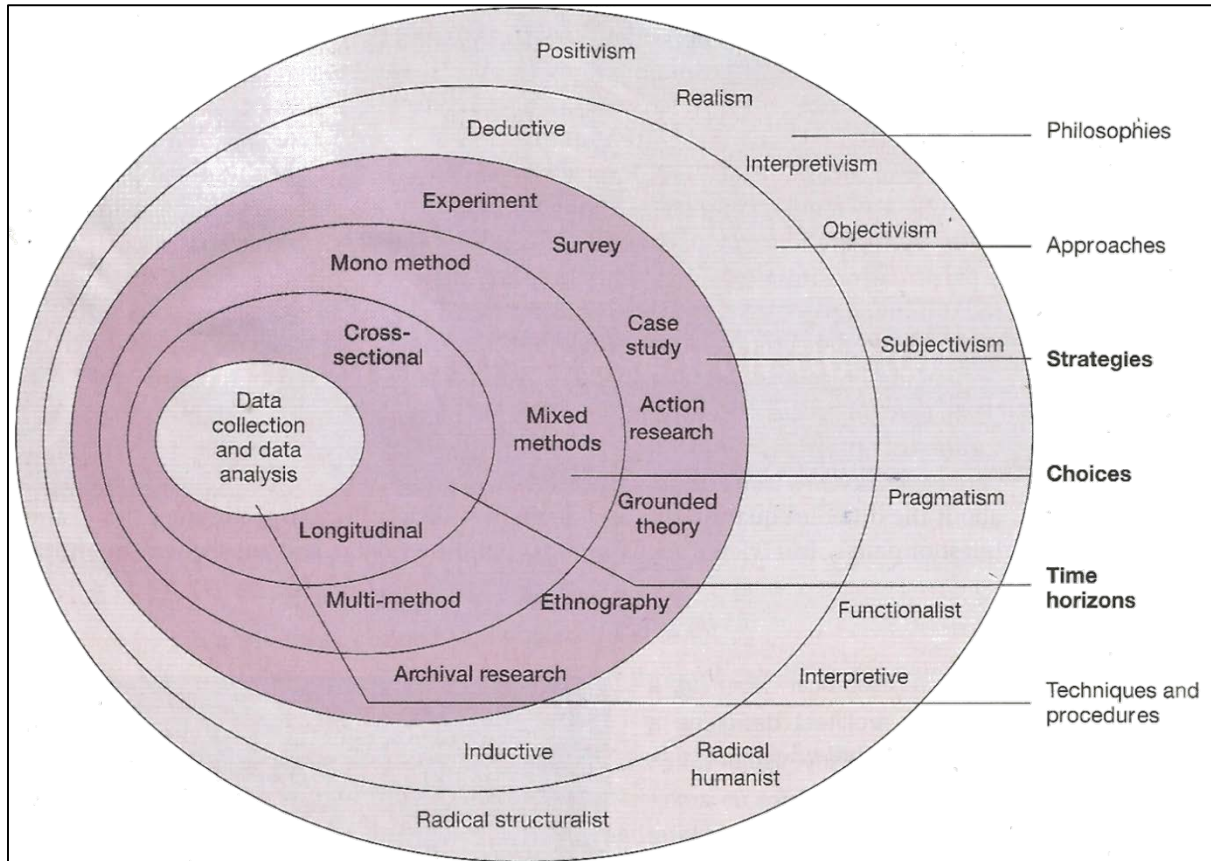 Positivism
Realism
Philosophies
Deductive
Interpretivism
Experiment
Objectivism
Survey
Approaches
Mono method
Case
study
Cross-
sectional
Subjectivism
Strategies
Data
collection
and data
analysis
Mixed
methods
Action
research
Choices
Pragmatism
Grounded
theory
Longitudinal
Time
horizons
Multi-method
Ethnography
Functionalist
Archival research
Interpretive
Techniques and
procedures
Inductive
Radical
humanist
Radical structuralist